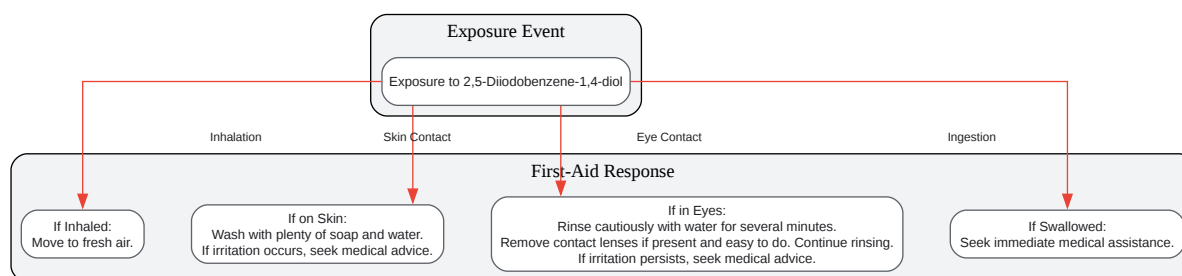 Exposure Event
Exposure to 2,5-Diiodobenzene-1,4-diol
Inhalation
Skin Contact
Eye Contact
Ingestion
First-Aid Response
If Inhaled:
Move to fresh air.
If on Skin:
Wash with plenty of soap and water.
If irritation occurs, seek medical advice.
If in Eyes:
Rinse cautiously with water for several minutes.
Remove contact lenses if present and easy to do. Continue rinsing.
If irritation persists, seek medical advice.
If Swallowed:
Seek immediate medical assistance.